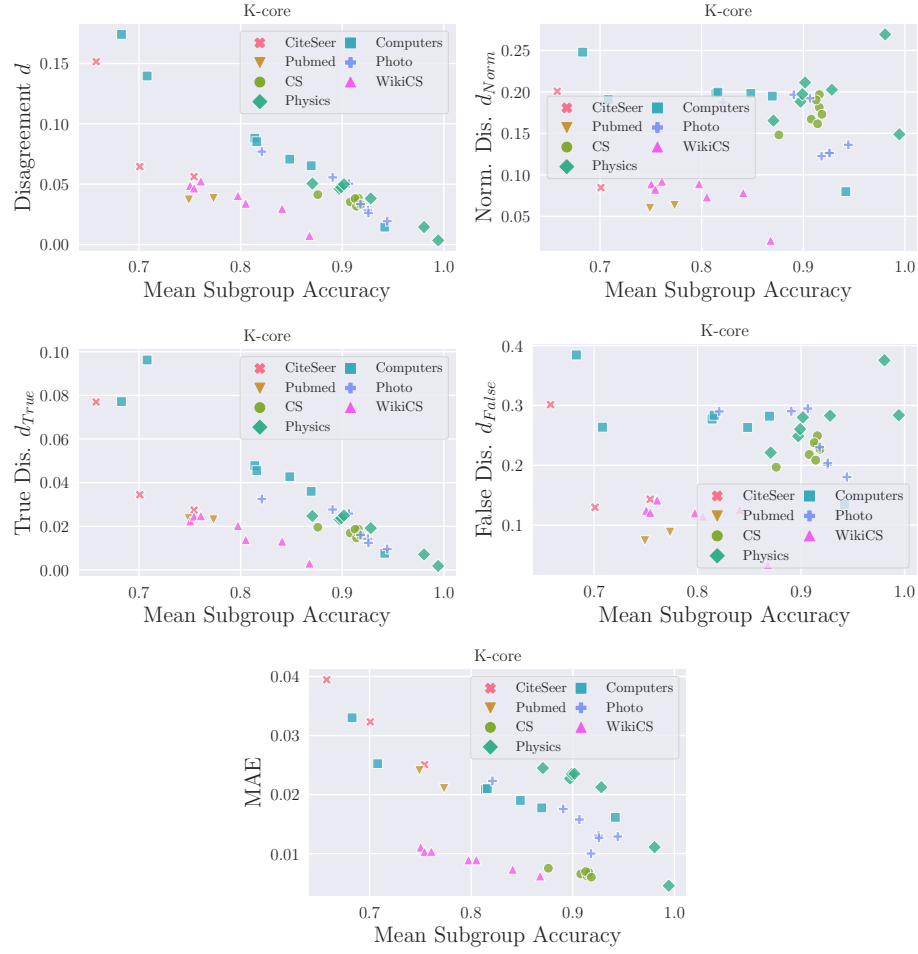 K-core
Disagreement d
0.15
0.10
0.05
0.00
CiteSeer
Pubmed
CS
Physics
Computers
Photo
WikiCS
0.7 0.8 0.9 1.0
Mean Subgroup Accuracy
K-core
Norm. Dis. d_Norm
0.25
0.20
0.15
0.10
0.05
CiteSeer
Pubmed
CS
Physics
Computers
Photo
WikiCS
0.7 0.8 0.9 1.0
Mean Subgroup Accuracy
K-core
True Dis. d_True
0.10
0.08
0.06
0.04
0.02
0.00
CiteSeer
Pubmed
CS
Physics
Computers
Photo
WikiCS
0.7 0.8 0.9 1.0
Mean Subgroup Accuracy
K-core
False Dis. d_False
0.4
0.3
0.2
0.1
CiteSeer
Pubmed
CS
Physics
Computers
Photo
WikiCS
0.7 0.8 0.9 1.0
Mean Subgroup Accuracy
K-core
MAE
0.04
0.03
0.02
0.01
CiteSeer
Pubmed
CS
Physics
Computers
Photo
WikiCS
0.7 0.8 0.9 1.0
Mean Subgroup Accuracy